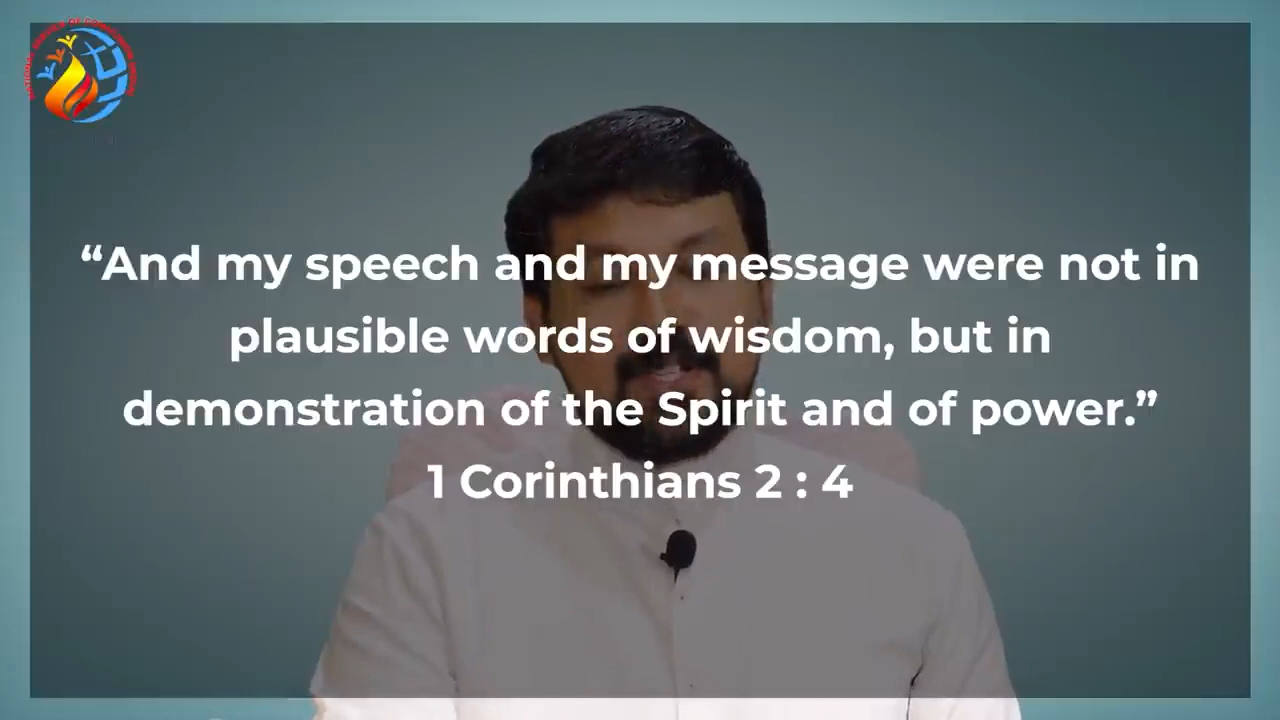 “And my speech and my message were not in
plausible words of wisdom, but in
demonstration of the Spirit and of power.”
1 Corinthians 2 : 4